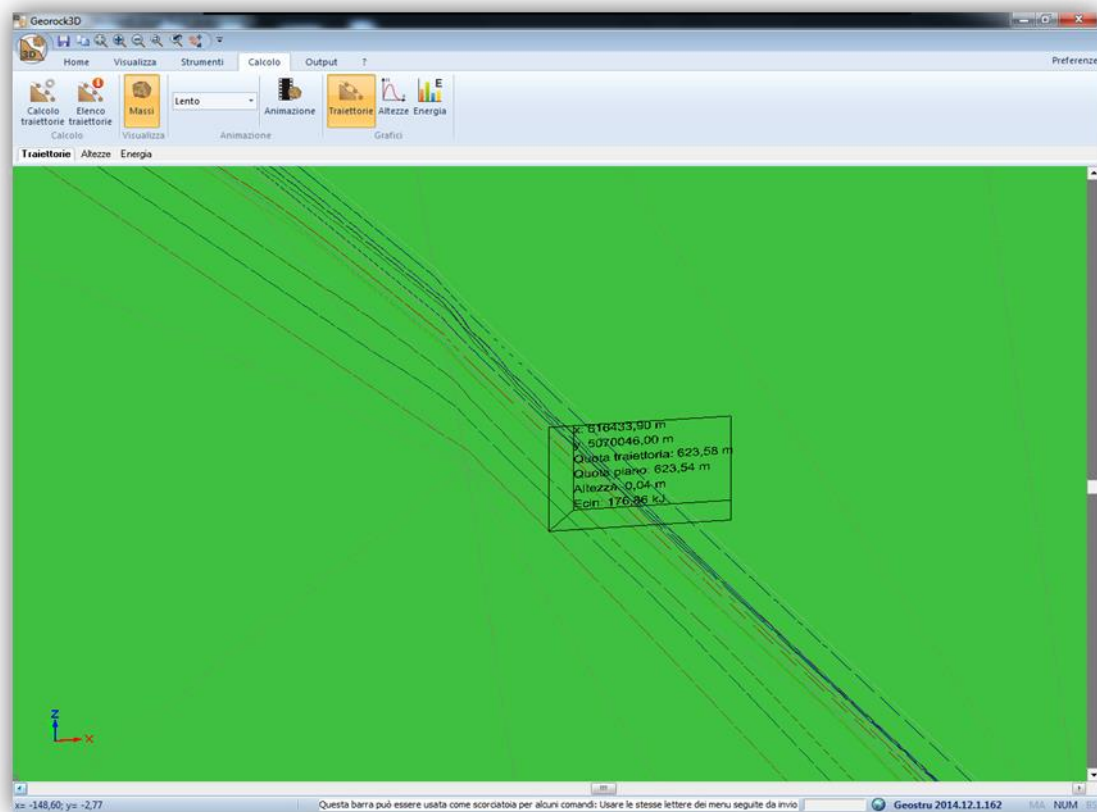 Georock3D
3D
Home Visualizza Strumenti Calcolo Output ? Preferenze
Calcolo traiettorie
Elenco traiettorie
Massi
Lento
Animazione
Traiettorie Altezze Energia
Calcolo Visualizza Animazione Grafici
Traiettorie Altezze Energia
x: 616433,90 m
y: 5070046,00 m
Quota traiettoria: 623,58 m
Quota piano: 623,54 m
Altezza: 0,04 m
Ecin: 176,86 kJ
Z
X
x= -148,60; y= -2,77 Questa barra può essere usata come scorciatoia per alcuni comandi: Usare le stesse lettere dei menu seguite da invio Geostru 2014.12.1.162 MA NUM